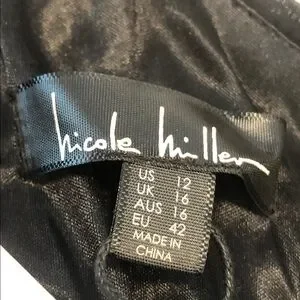 nicole miller
US 12
UK 16
AUS 16
EU 42
MADE IN
CHINA